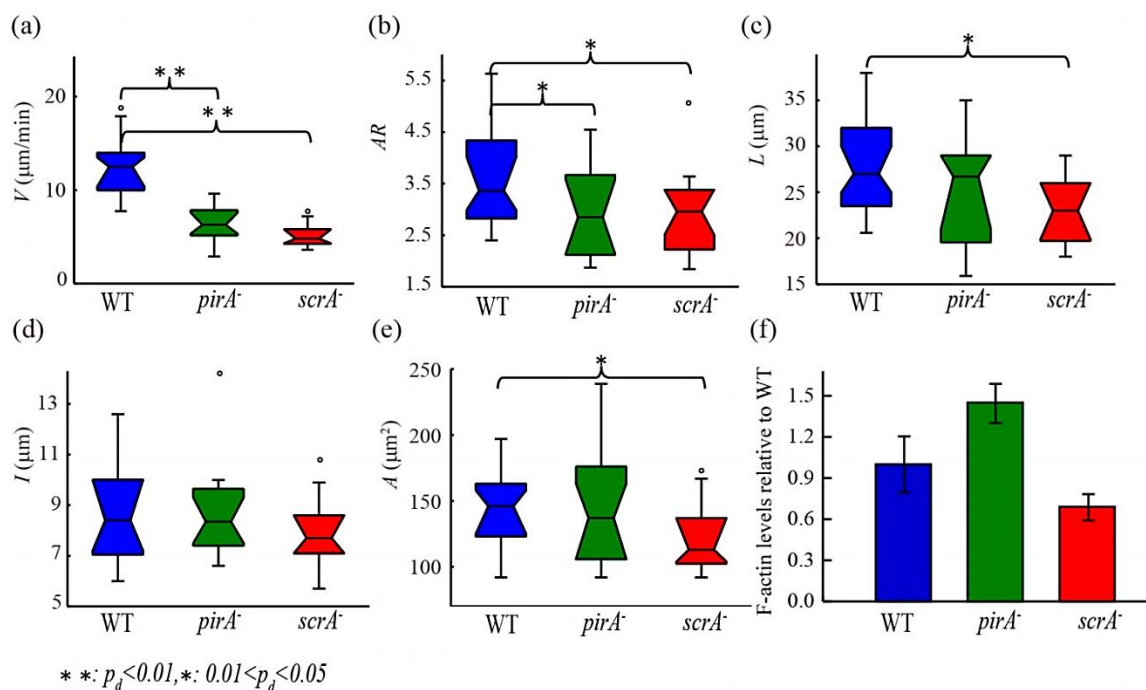 (a)
**
**
20
10
0
V (μm/min)
WT pirA- scrA-
(b)
*
*
5.5
4.5
3.5
2.5
1.5
AR
WT pirA- scrA-
(c)
*
35
30
25
20
15
L (μm)
WT pirA- scrA-
(d)
13
11
9
7
5
I (μm)
WT pirA- scrA-
(e)
*
250
200
150
100
A (μm²)
WT pirA- scrA-
(f)
1.5
1.2
0.9
0.6
0.3
0.0
F-actin levels relative to WT
WT pirA- scrA-
**: pd<0.01,*: 0.01<pd<0.05